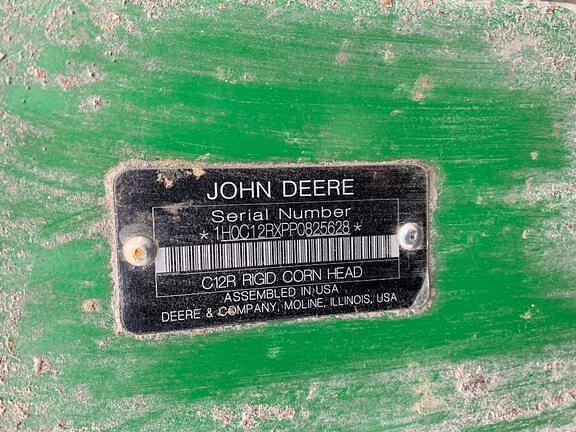 JOHN DEERE
Serial Number
*1H0C12RXPP0825628*
C12R RIGID CORN HEAD
ASSEMBLED IN USA
DEERE & COMPANY, MOLINE, ILLINOIS, USA